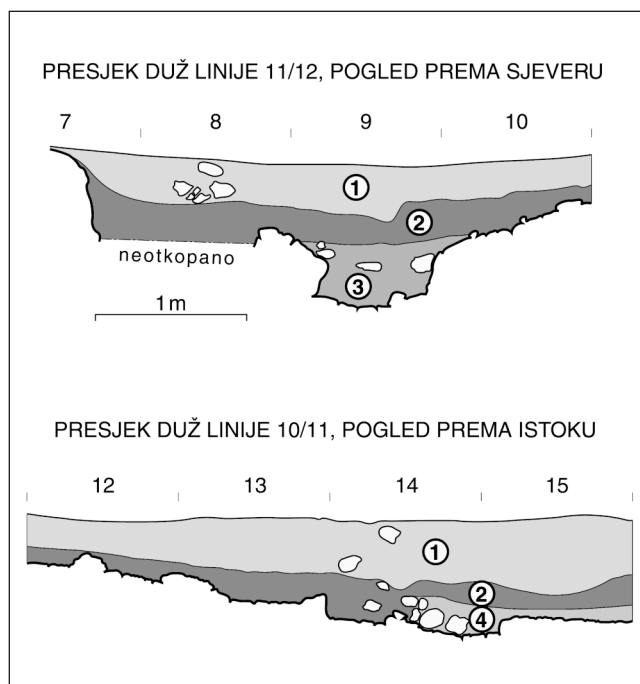 PRESJEK DUŽ LINIJE 11/12, POGLED PREMA SJEVERU
7 8 9 10
1
2
neotkopano
3
1 m
PRESJEK DUŽ LINIJE 10/11, POGLED PREMA ISTOKU
12 13 14 15
1
2
4